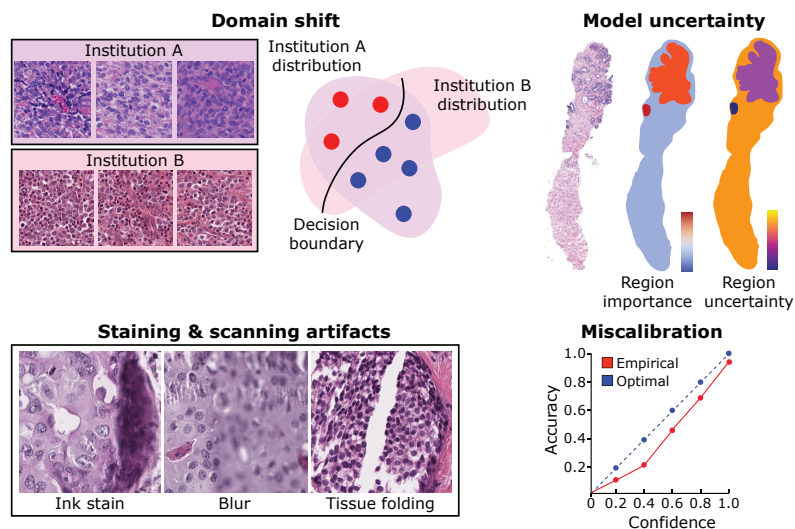 Domain shift
Institution A
Institution B
Institution A
distribution
Institution B
distribution
Decision
boundary
Model uncertainty
Region
importance
Region
uncertainty
Staining & scanning artifacts
Ink stain
Blur
Tissue folding
Miscalibration
Empirical
Optimal
Accuracy
1.0
0.8
0.6
0.4
0.2
0 0.2 0.4 0.6 0.8 1.0
Confidence